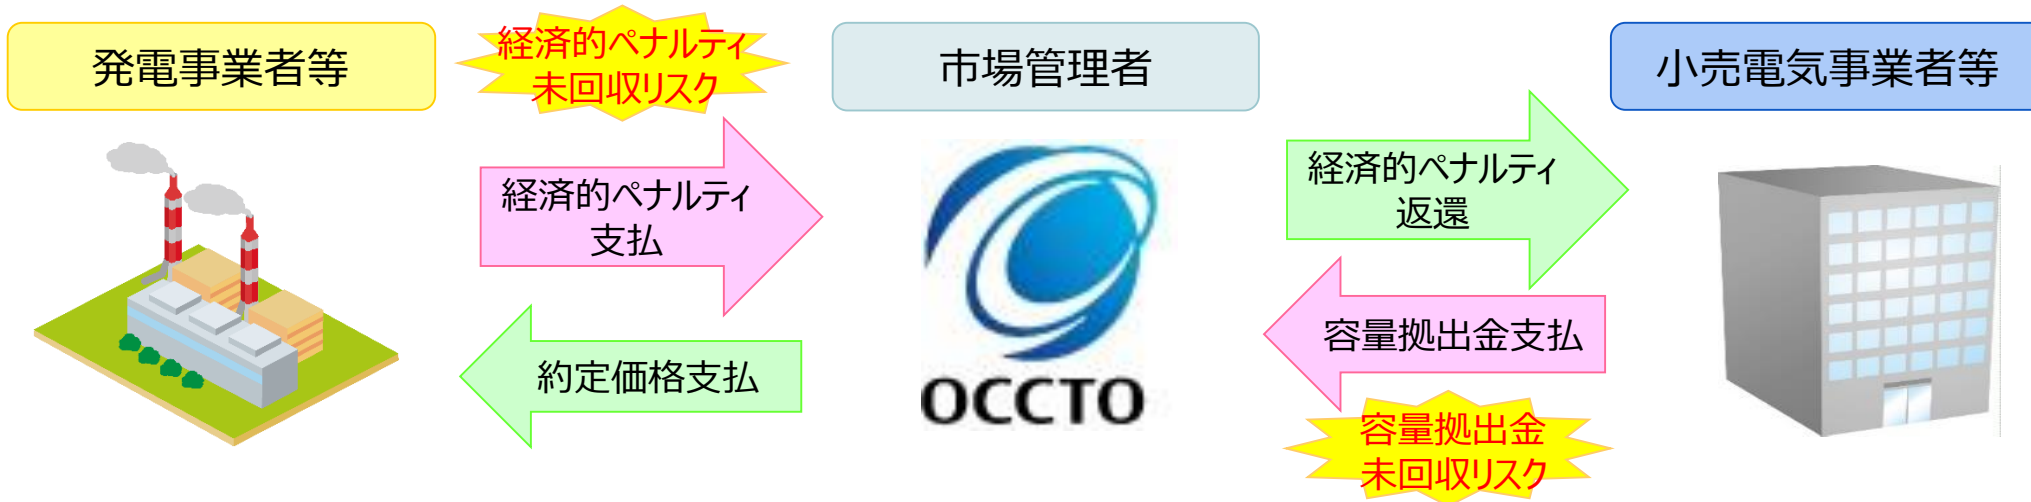 発電事業者等
経済的ペナルティ
未回収リスク
市場管理者
小売電気事業者等
経済的ペナルティ
支払
経済的ペナルティ
返還
約定価格支払
容量拠出金支払
OCCTO
容量拠出金
未回収リスク